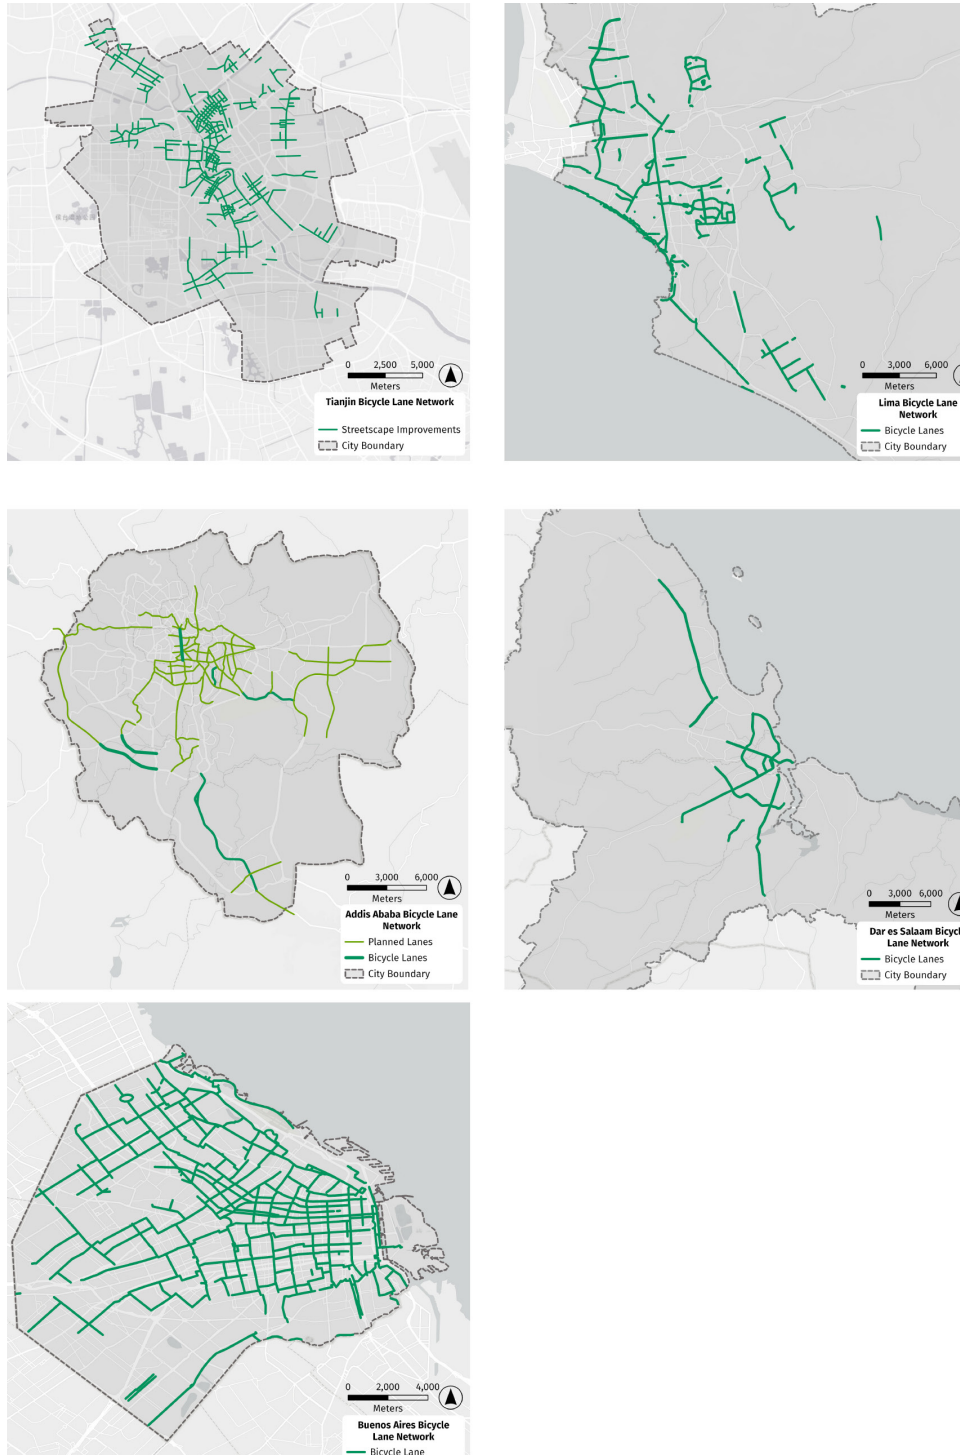 0 2,500 5,000
Meters
Tianjin Bicycle Lane Network
Streetscape Improvements
City Boundary
0 3,000 6,000
Meters
Lima Bicycle Lane
Network
Bicycle Lanes
City Boundary
0 3,000 6,000
Meters
Addis Ababa Bicycle Lane
Network
Planned Lanes
Bicycle Lanes
City Boundary
0 3,000 6,000
Meters
Dar es Salaam Bicycle
Lane Network
Bicycle Lanes
City Boundary
0 2,000 4,000
Meters
Buenos Aires Bicycle
Lane Network
Bicycle Lane